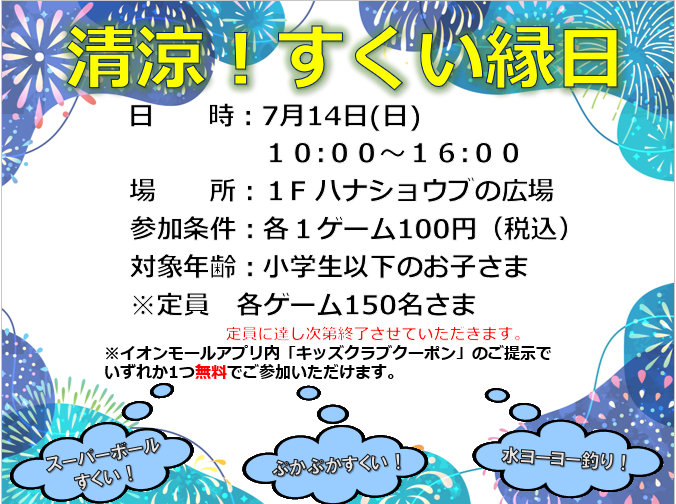 清涼！すくい縁日
日　　時：7月14日(日)
１０:００～１６:００
場　　所：１F ハナショウブの広場
参加条件：各１ゲーム100円（税込）
対象年齢：小学生以下のお子さま
※定員　各ゲーム150名さま
定員に達し次第終了させていただきます。
※イオンモールアプリ内「キッズクラブクーポン」のご提示で
いずれか1つ無料でご参加いただけます。
スーパーボール
すくい！
ぷかぷかすくい！
水ヨーヨー釣り！